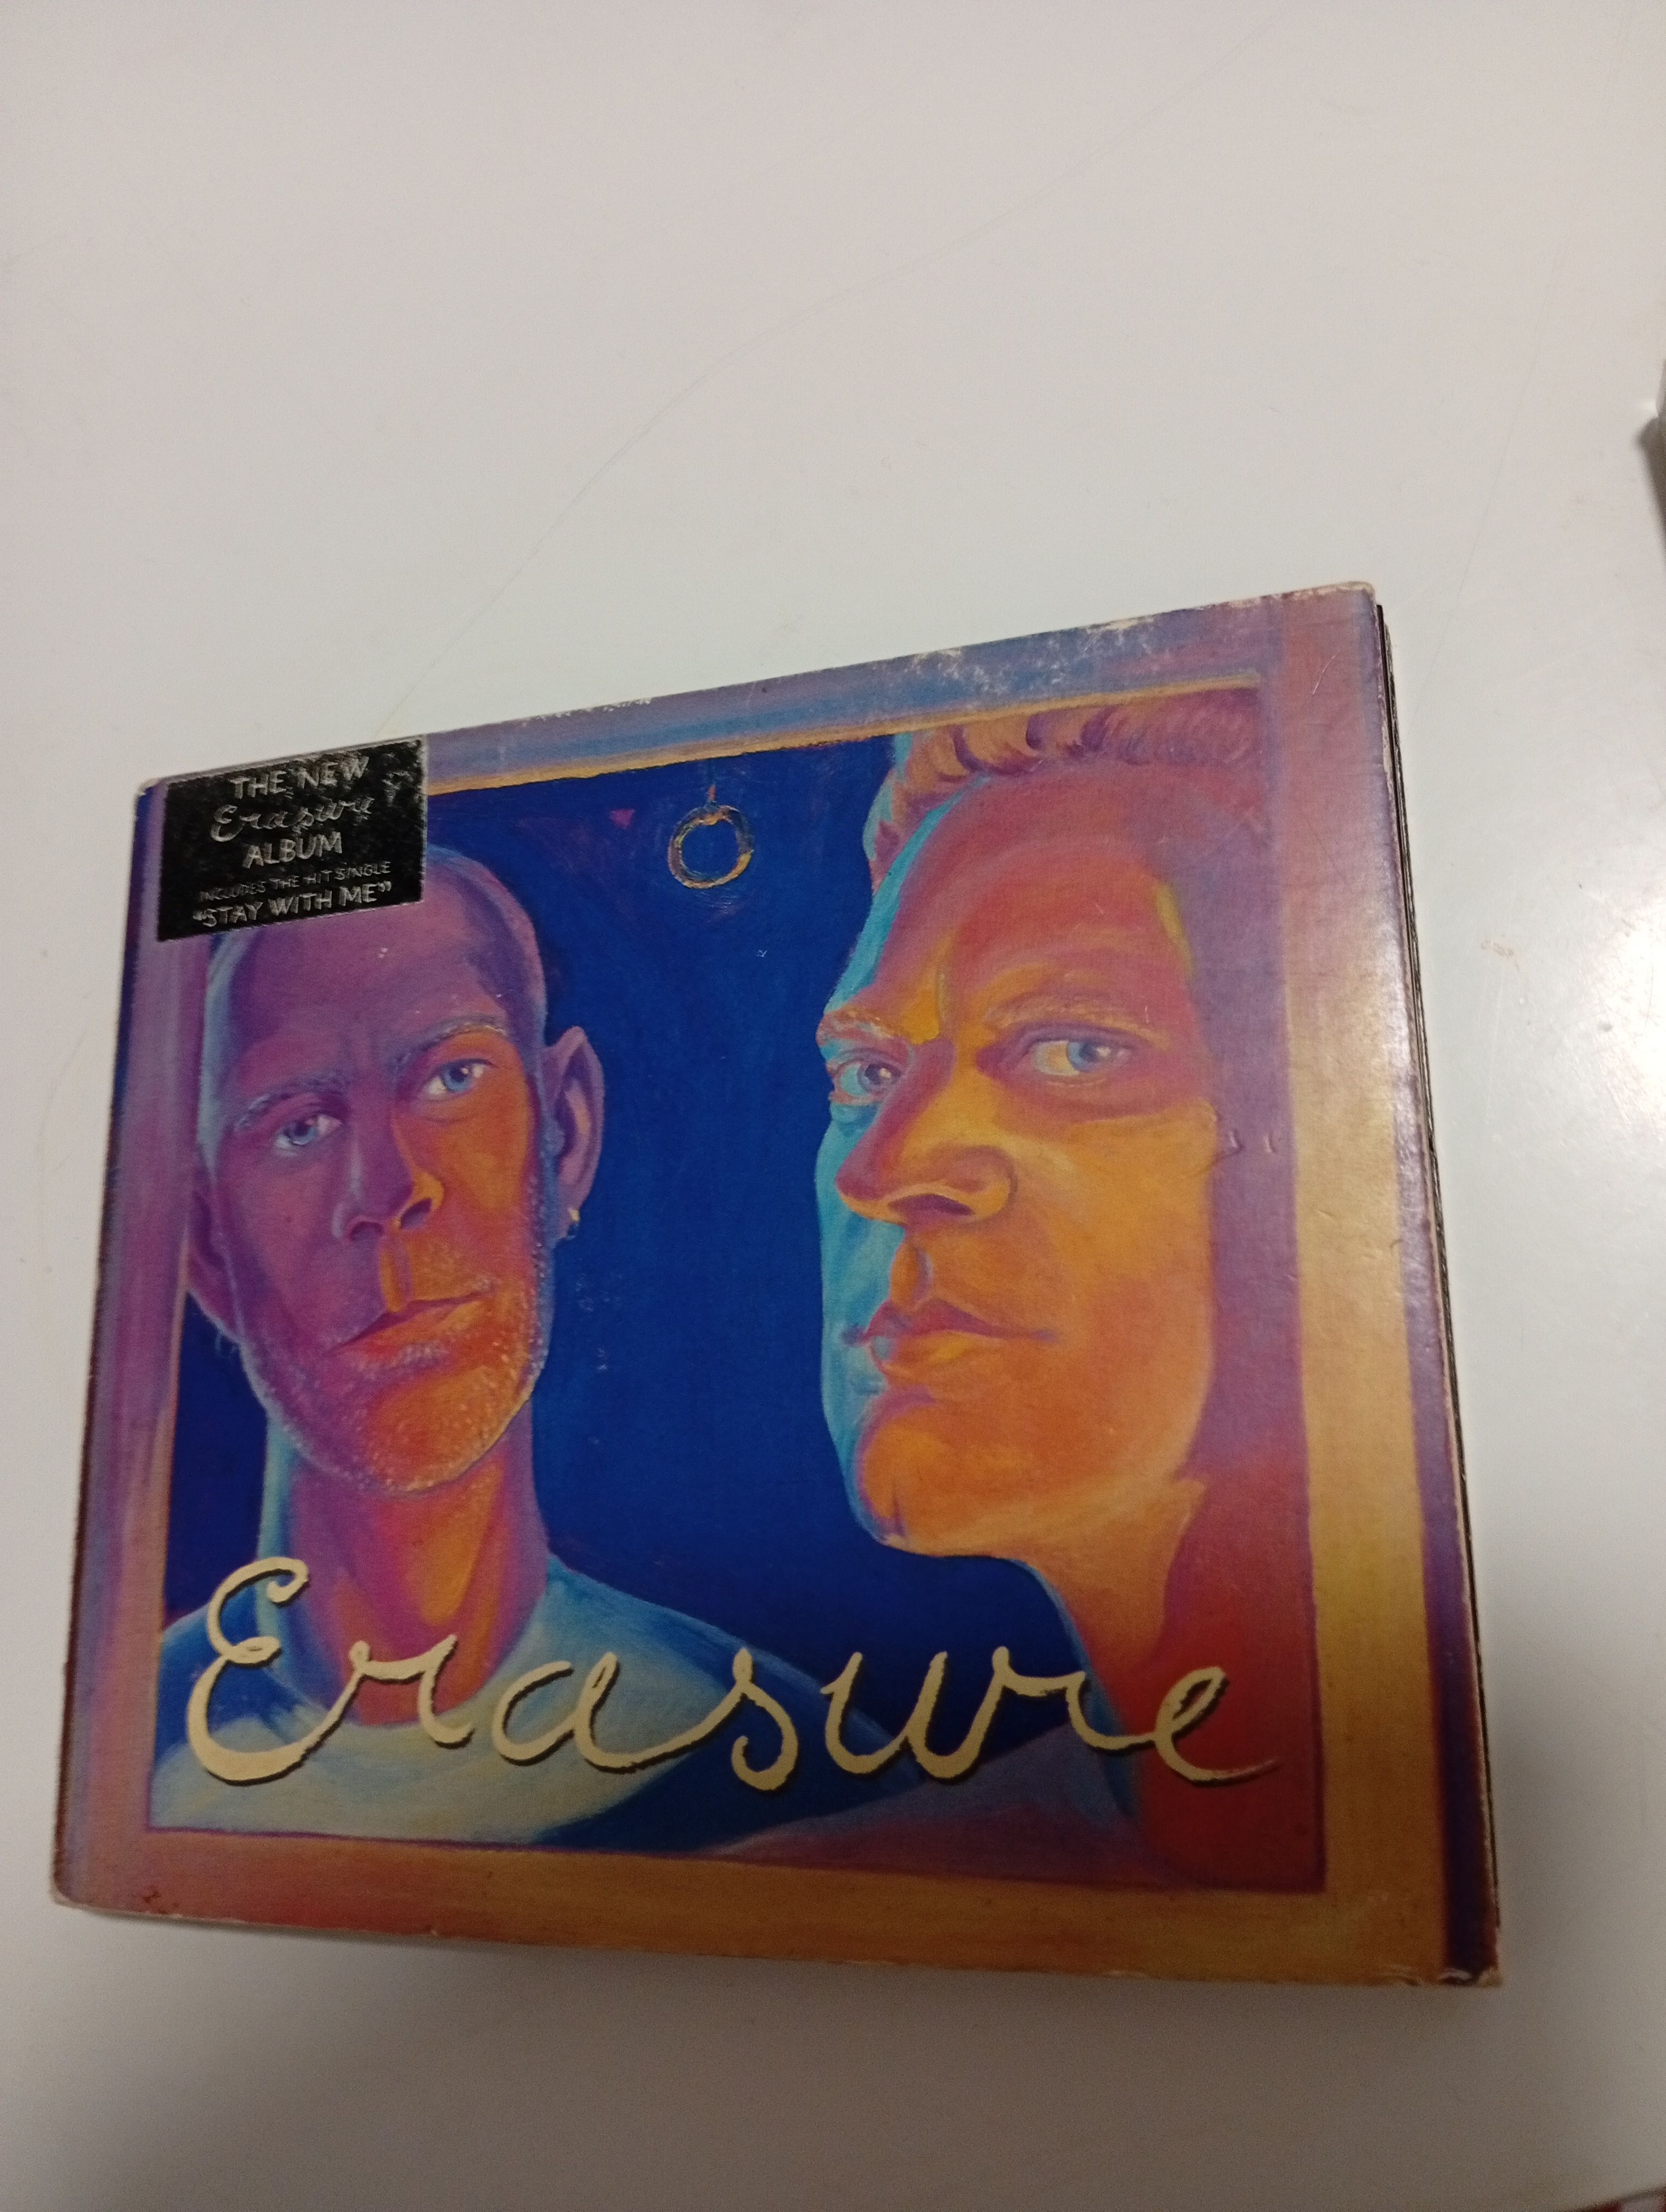 THE NEW
Erasure
ALBUM
INCLUDES THE HIT SINGLE
"STAY WITH ME"
Erasure